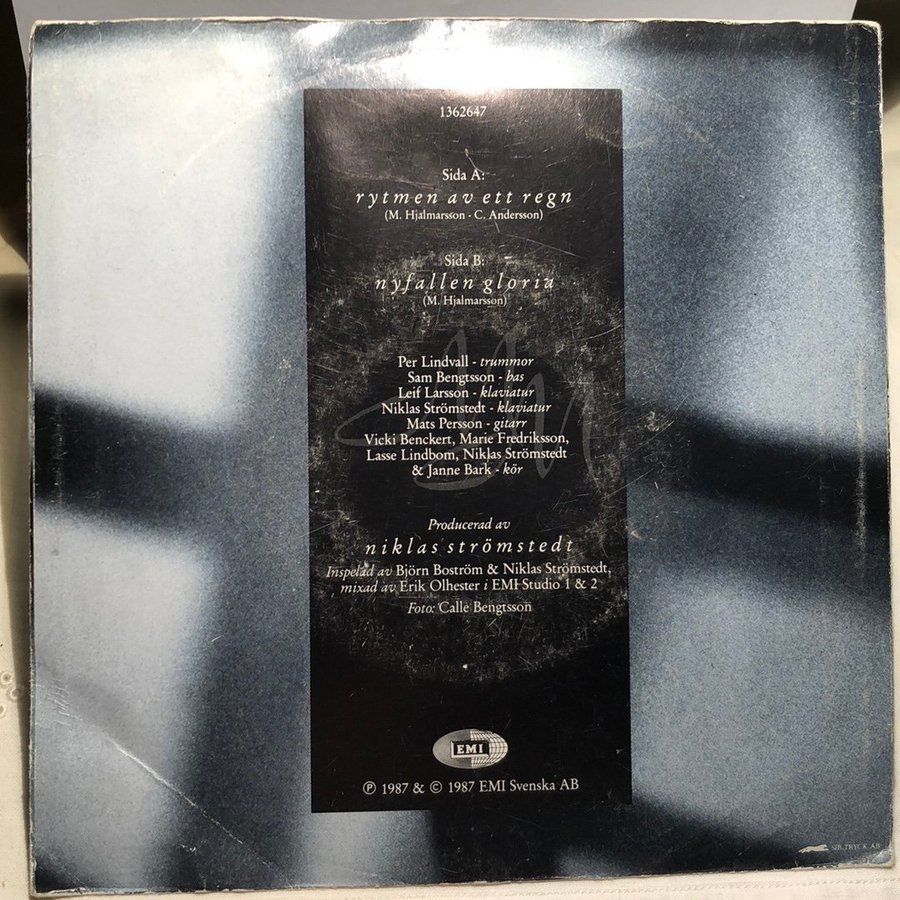 1362647
Sida A:
rytmen av ett regn
(M. Hjalmarsson - C. Andersson)
Sida B:
nyfallen gloria
(M. Hjalmarsson)
Per Lindvall - trummor
Sam Bengtsson - bas
Leif Larsson - klaviatur
Niklas Strömstedt - klaviatur
Mats Persson - gitarr
Vicki Benckert, Marie Fredriksson,
Lasse Lindbom, Niklas Strömstedt
& Janne Bark - kör
Producerad av
niklas strömstedt
Inspelad av Björn Boström & Niklas Strömstedt,
mixad av Erik Olhester i EMI Studio 1 & 2
Foto: Calle Bengtsson
EMI
℗ 1987 & © 1987 EMI Svenska AB
SIB-TRYCK AB